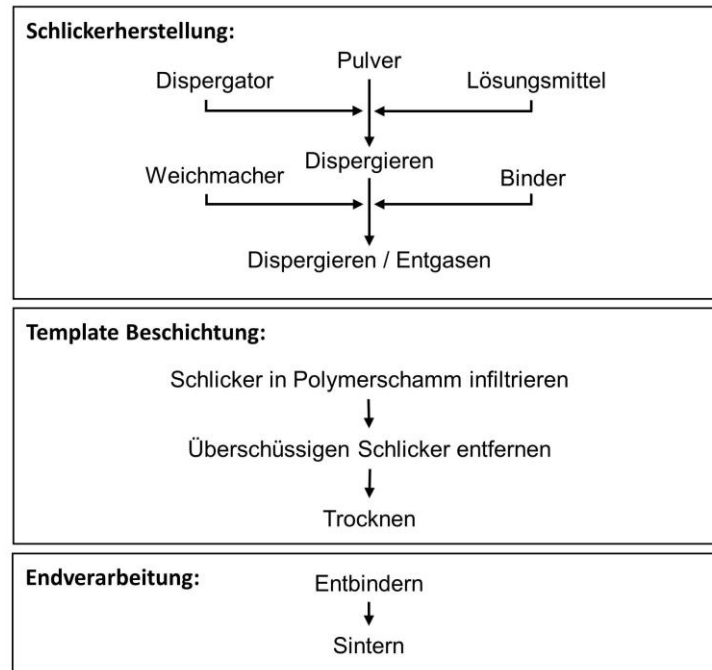 Schlickerherstellung:
Pulver
Dispergator
Lösungsmittel
Dispergieren
Weichmacher
Binder
Dispergieren / Entgasen
Template Beschichtung:
Schlicker in Polymerschamm infiltrieren
Überschüssigen Schlicker entfernen
Trocknen
Endverarbeitung:
Entbindern
Sintern